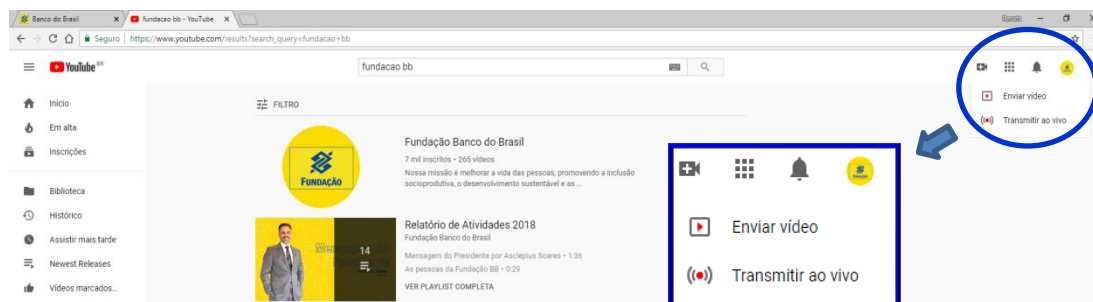 Banco do Brasil
fundacao bb - YouTube
Seguro | https://www.youtube.com/results?search_query=fundacao+bb
YouTube BR
fundacao bb
Enviar vídeo
Transmitir ao vivo
Início
Em alta
Inscrições
Biblioteca
Histórico
Assistir mais tarde
Newest Releases
Vídeos marcados...
FILTRO
FUNDAÇÃO
Fundação Banco do Brasil
7 mil inscritos • 265 vídeos
Nossa missão é melhorar a vida das pessoas, promovendo a inclusão
socioprodutiva, o desenvolvimento sustentável e as ...
14
Relatório de Atividades 2018
Fundação Banco do Brasil
Mensagem do Presidente por Asclepius Soares • 1:36
As pessoas da Fundação BB • 0:29
VER PLAYLIST COMPLETA
Enviar vídeo
Transmitir ao vivo